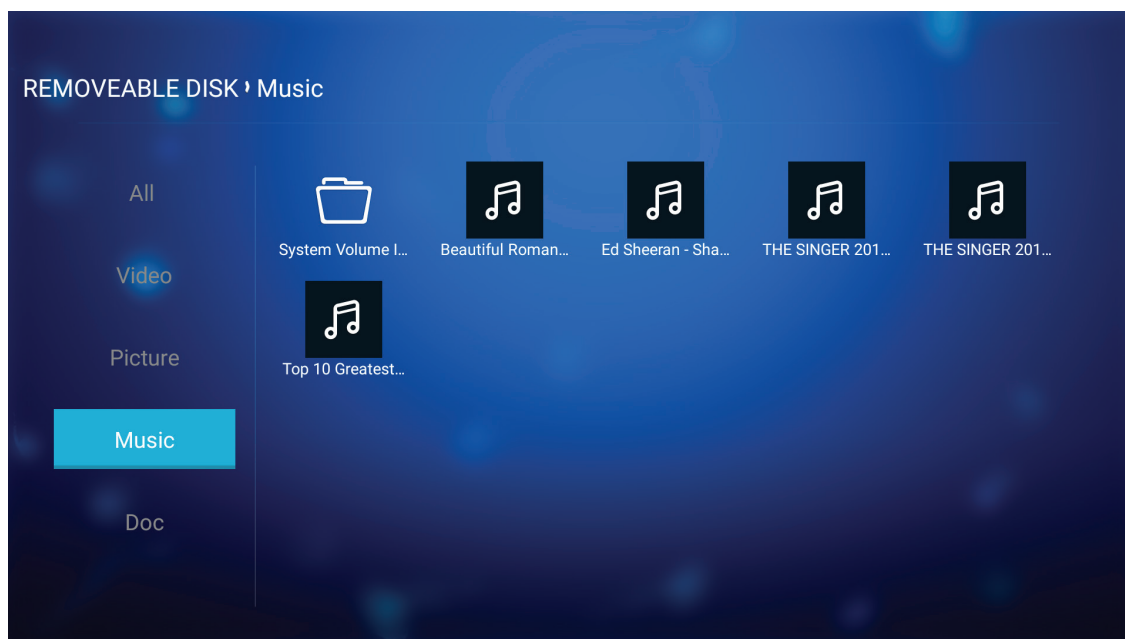 REMOVEABLE DISK Music
All
Video
Picture
Music
Doc
System Volume I...
Beautiful Roman...
Ed Sheeran - Sha...
THE SINGER 201...
THE SINGER 201...
Top 10 Greatest...